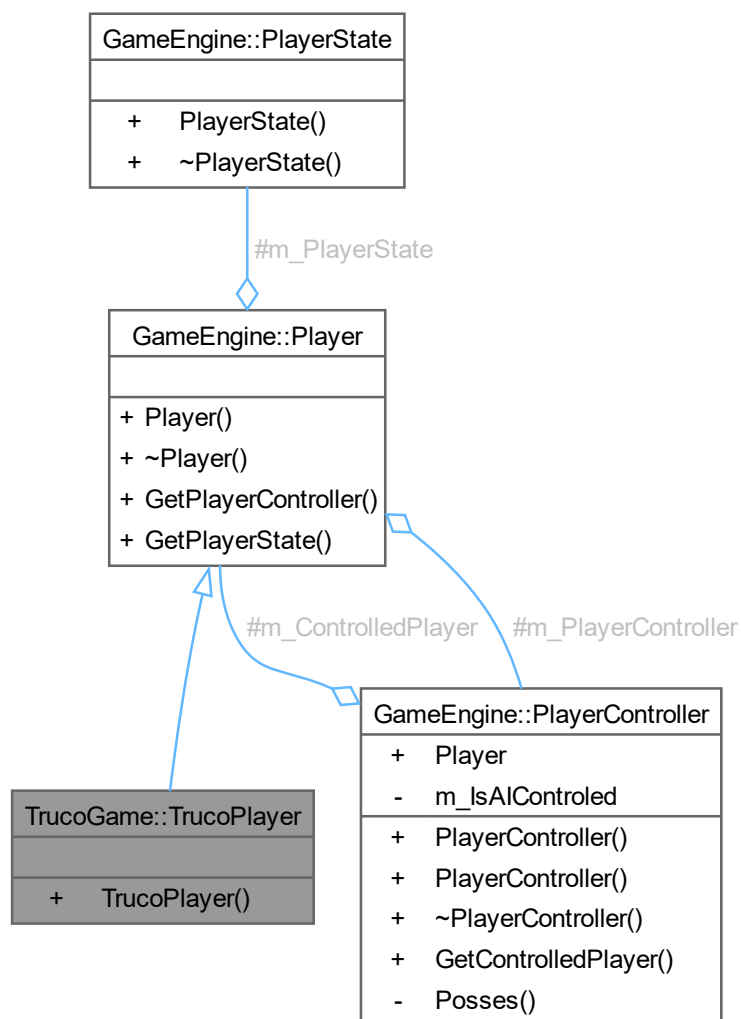 GameEngine::PlayerState
+ PlayerState()
+ ~PlayerState()
#m_PlayerState
GameEngine::Player
+ Player()
+ ~Player()
+ GetPlayerController()
+ GetPlayerState()
#m_ControlledPlayer
#m_PlayerController
GameEngine::PlayerController
+ Player
- m_IsAIControled
+ PlayerController()
+ PlayerController()
+ ~PlayerController()
+ GetControlledPlayer()
- Posses()
TrucoGame::TrucoPlayer
+ TrucoPlayer()